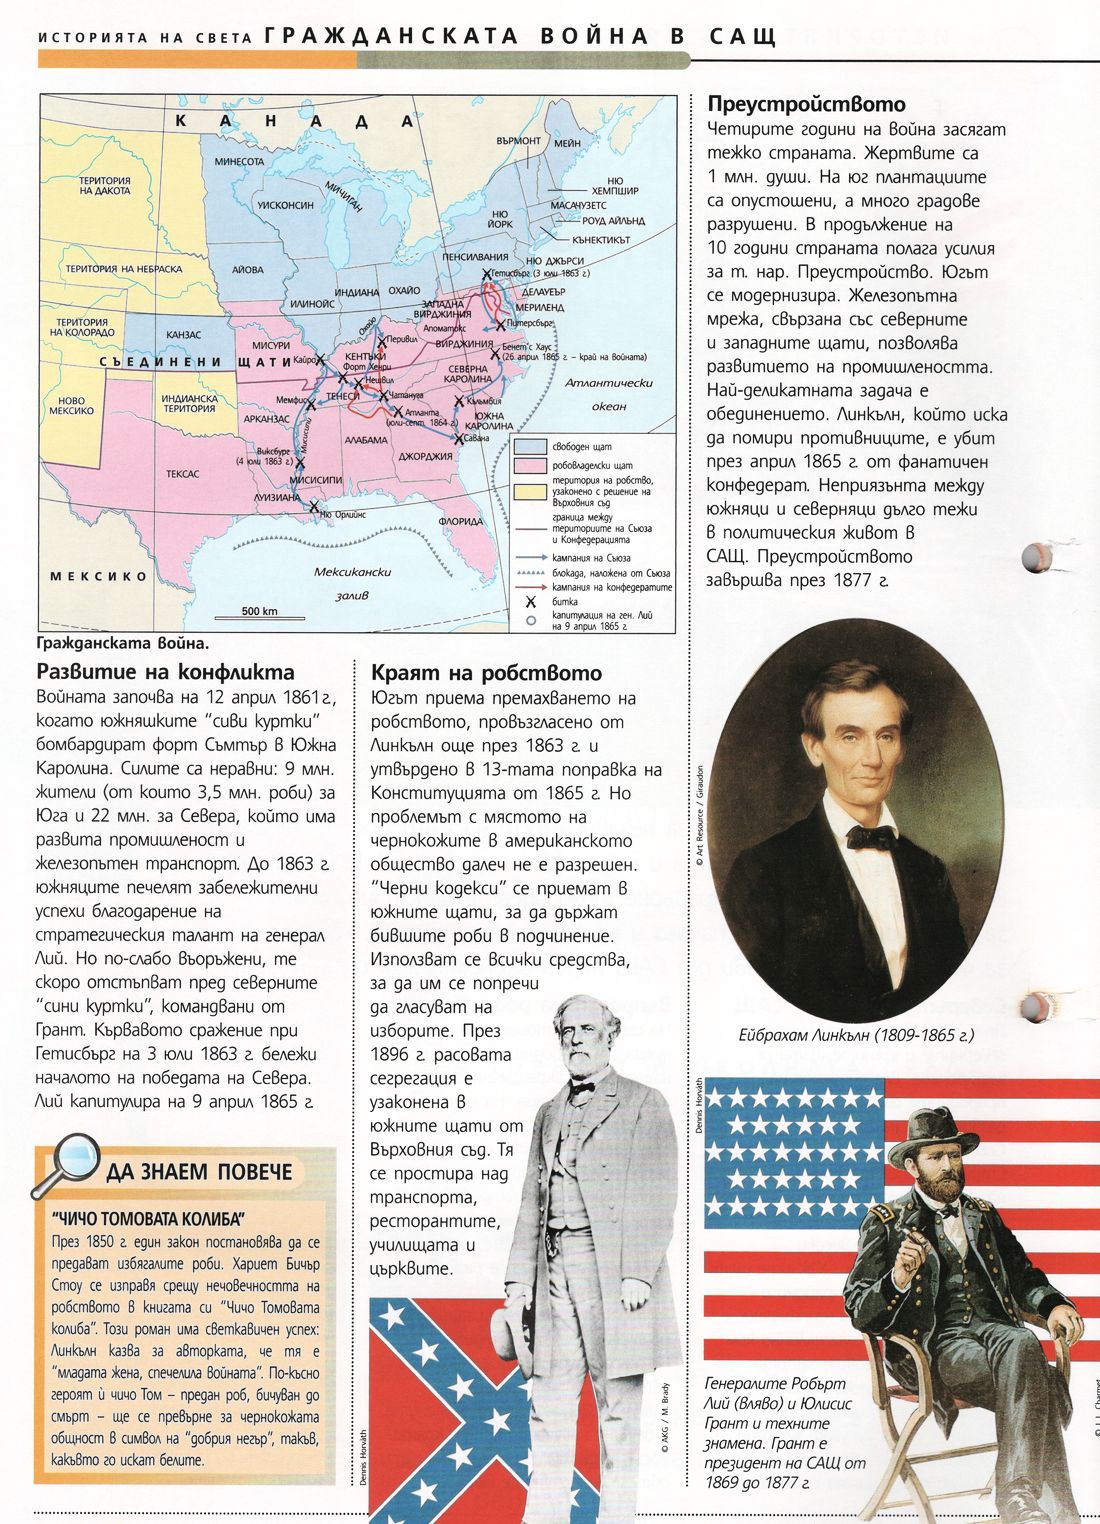 ИСТОРИЯТА НА СВЕТА ГРАЖДАНСКАТА ВОЙНА В САЩ
КАНАДА
ВЪРМОНТ
МЕЙН
МИНЕСОТА
ТЕРИТОРИЯ
НА ДАКОТА
МИЧИГАН
НЮ
ХЕМПШИР
УИСКОНСИН
МАСАЧУЗЕТС
НЮ
ЙОРК
РОУД АЙЛЪНД
КЪНЕКТИКЪТ
ПЕНСИЛВАНИЯ
НЮ ДЖЪРСИ
ТЕРИТОРИЯ НА НЕБРАСКА
АЙОВА
Гетисбърг (3 юли 1863 г.)
ИЛИНОЙС
ИНДИАНА
ОХАЙО
ДЕЛАУЕЪР
ЗАПАДНА
ВИРДЖИНИЯ
МЕРИЛЕНД
ТЕРИТОРИЯ
НА КОЛОРАДО
КАНЗАС
Охайо
Апоматокс
Питерсбърг
МИСУРИ
Перивил
ВИРДЖИНИЯ
Бенет'с Хаус
(26 април 1865 г. – край на войната)
СЪЕДИНЕНИ ЩАТИ
Кайро
КЕНТЪКИ
Форт Хенри
СЕВЕРНА
КАРОЛИНА
Нешвил
Атлантически
океан
НОВО
МЕКСИКО
ИНДИАНСКА
ТЕРИТОРИЯ
Мемфис
ТЕНЕСИ
Чатануга
Кълъмбия
АРКАНЗАС
Мисисипи
Атланта
(юли-септ. 1864 г.)
ЮЖНА
КАРОЛИНА
АЛАБАМА
Савана
Виксбърг
(4 юли 1863 г.)
ДЖОРДЖИЯ
ТЕКСАС
МИСИСИПИ
ЛУИЗИАНА
Ню Орлийнс
ФЛОРИДА
МЕКСИКО
Мексикански
залив
500 km
свободен щат
робовладелски щат
територия на робство,
узаконено с решение на
Върховния съд
граница между
териториите на Съюза
и Конфедерацията
кампания на Съюза
блокада, наложена от Съюза
кампания на конфедератите
битка
капитулация на ген. Лий
на 9 април 1865 г.
Гражданската война.
Развитие на конфликта
Войната започва на 12 април 1861 г.,
когато южняшките “сиви куртки”
бомбардират форт Съмтър в Южна
Каролина. Силите са неравни: 9 млн.
жители (от които 3,5 млн. роби) за
Юга и 22 млн. за Севера, който има
развита промишленост и
железопътен транспорт. До 1863 г.
южняците печелят забележителни
успехи благодарение на
стратегическия талант на генерал
Лий. Но по-слабо въоръжени, те
скоро отстъпват пред северните
“сини куртки”, командвани от
Грант. Кървавото сражение при
Гетисбърг на 3 юли 1863 г. бележи
началото на победата на Севера.
Лий капитулира на 9 април 1865 г.
ДА ЗНАЕМ ПОВЕЧЕ
“ЧИЧО ТОМОВАТА КОЛИБА”
През 1850 г. един закон постановява да се
предават избягалите роби. Хариет Бичър
Стоу се изправя срещу нечовечността на
робството в книгата си “Чичо Томовата
колиба”. Този роман има светкавичен успех:
Линкълн казва за авторката, че тя е
“младата жена, спечелила войната”. По-късно
героят ѝ чичо Том – предан роб, бичуван до
смърт – ще се превърне за чернокожата
общност в символ на “добрия негър”, такъв,
какъвто го искат белите.
Краят на робството
Югът приема премахването на
робството, провъзгласено от
Линкълн още през 1863 г. и
утвърдено в 13-тата поправка на
Конституцията от 1865 г. Но
проблемът с мястото на
чернокожите в американското
общество далеч не е разрешен.
“Черни кодекси” се приемат в
южните щати, за да държат
бившите роби в подчинение.
Използват се всички средства,
за да им се попречи
да гласуват на
изборите. През
1896 г. расовата
сегрегация е
узаконена в
южните щати от
Върховния съд. Тя
се простира над
транспорта,
ресторантите,
училищата и
църквите.
Dennis Horváth
© AKG / M. Brady
Преустройството
Четирите години на война засягат
тежко страната. Жертвите са
1 млн. души. На юг плантациите
са опустошени, а много градове
разрушени. В продължение на
10 години страната полага усилия
за т. нар. Преустройство. Югът
се модернизира. Железопътна
мрежа, свързана със северните
и западните щати, позволява
развитието на промишлеността.
Най-деликатната задача е
обединението. Линкълн, който иска
да помири противниците, е убит
през април 1865 г. от фанатичен
конфедерат. Неприязънта между
южняци и северняци дълго тежи
в политическия живот в
САЩ. Преустройството
завършва през 1877 г.
© Art Resource / Giraudon
Ейбрахам Линкълн (1809-1865 г.)
Dennis Horváth
Генералите Робърт
Лий (вляво) и Юлисис
Грант и техните
знамена. Грант е
президент на САЩ от
1869 до 1877 г.
© J. L. Charmet